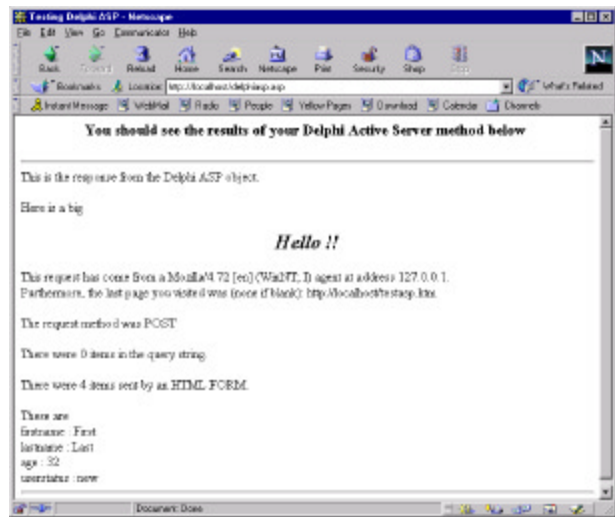 Testing Delphi ASP - Netscape
File Edit View Go Communicator Help
Back Forward Reload Home Search Netscape Print Security Shop Stop
Bookmarks Location: http://localhost/delphiasp.asp What's Related
Instant Message WebMail Radio People Yellow Pages Download Calendar Channels
You should see the results of your Delphi Active Server method below
This is the response from the Delphi ASP object.
Here is a big
Hello !!
This request has come from a Mozilla/4.72 [en] (WinNT; I) agent at address 127.0.0.1.
Furthermore, the last page you visited was (none if blank): http://localhost/testasp.htm
The request method was POST
There were 0 items in the query string.
There were 4 items sent by an HTML FORM.
These are
firstname : First
lastname : Last
age : 32
userstatus : new
Document: Done